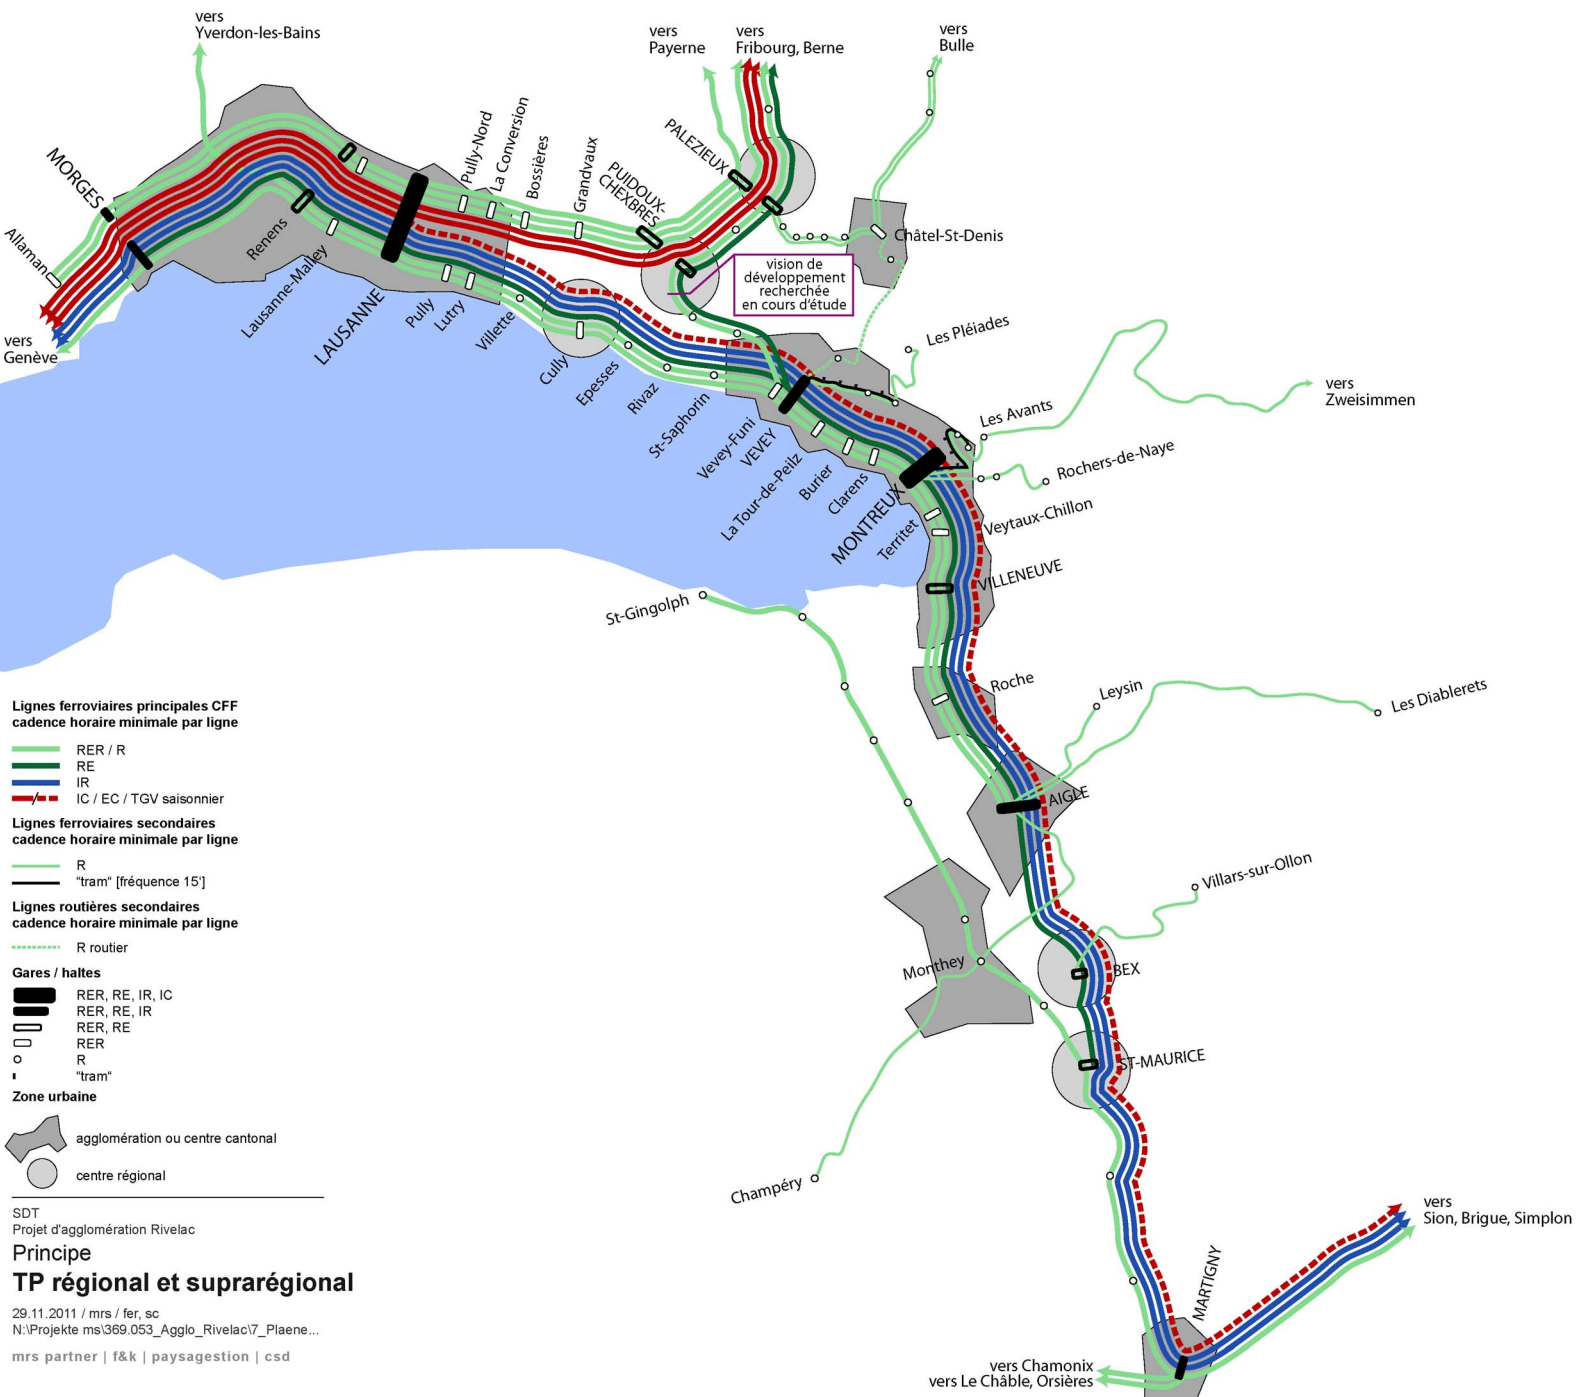 vers
Yverdon-les-Bains
vers
Payerne
vers
Fribourg, Berne
vers
Bulle
MORGES
Allaman
vers
Genève
Renens
Lausanne-Malley
LAUSANNE
Pully-Nord
La Conversion
Bossières
Grandvaux
PUIDOUX-
CHEXBRES
PALEZIEUX
Châtel-St-Denis
vision de
développement
recherchée
en cours d'étude
Pully
Lutry
Villette
Cully
Epesses
Rivaz
St-Saphorin
Vevey-Funi
VEVEY
La Tour-de-Peilz
Burier
Clarens
MONTREUX
Territet
Les Pléiades
Les Avants
vers
Zweisimmen
Rochers-de-Naye
Veytaux-Chillon
VILLENEUVE
St-Gingolph
Roche
Leysin
Les Diablerets
AIGLE
Villars-sur-Ollon
Monthey
BEX
ST-MAURICE
Champéry
MARTIGNY
vers
Sion, Brigue, Simplon
vers Chamonix
vers Le Châble, Orsières
Lignes ferroviaires principales CFF
cadence horaire minimale par ligne
RER / R
RE
IR
IC / EC / TGV saisonnier
Lignes ferroviaires secondaires
cadence horaire minimale par ligne
R
"tram" [fréquence 15']
Lignes routières secondaires
cadence horaire minimale par ligne
R routier
Gares / haltes
RER, RE, IR, IC
RER, RE, IR
RER, RE
RER
R
"tram"
Zone urbaine
agglomération ou centre cantonal
centre régional
SDT
Projet d'agglomération Rivelac
Principe
TP régional et suprarégional
29.11.2011 / mrs / fer, sc
N:\Projekte ms\369.053_Agglo_Rivelac\7_Plaene...
mrs partner | f&k | paysagestion | csd